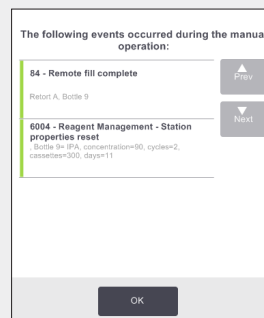 The following events occurred during the manua
operation:
84 - Remote fill complete
Prev
Retort A, Bottle 9
6004 - Reagent Management - Station
properties reset
Next
, Bottle 9= IPA, concentration=90, cycles=2,
cassettes=300, days=11
OK